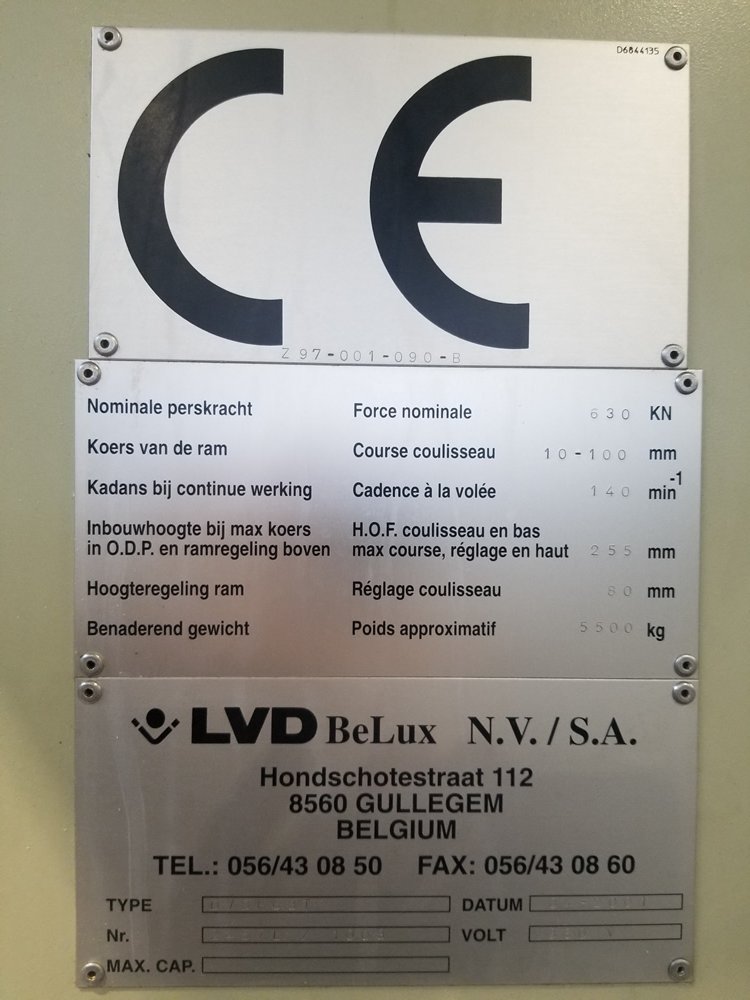 CE
D6844135
Z97-001-090-B
Nominale perskracht Force nominale 630 KN
Koers van de ram Course coulisseau 10-100 mm
Kadans bij continue werking Cadence à la volée 140 min-1
Inbouwhoogte bij max koers H.O.F. coulisseau en bas
in O.D.P. en ramregeling boven max course, réglage en haut 255 mm
Hoogteregeling ram Réglage coulisseau mm
Benaderend gewicht Poids approximatif 5500 kg
LVD BeLux N.V. / S.A.
Hondschotestraat 112
8560 GULLEGEM
BELGIUM
TEL.: 056/43 08 50 FAX: 056/43 08 60
TYPE DATUM
Nr. VOLT
MAX. CAP.